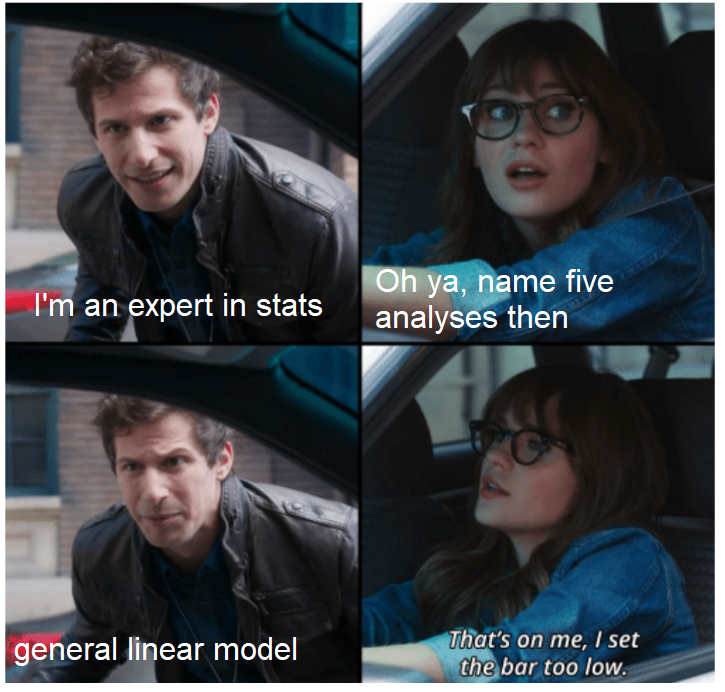 I'm an expert in stats
Oh ya, name five
analyses then
general linear model
That's on me, I set
the bar too low.